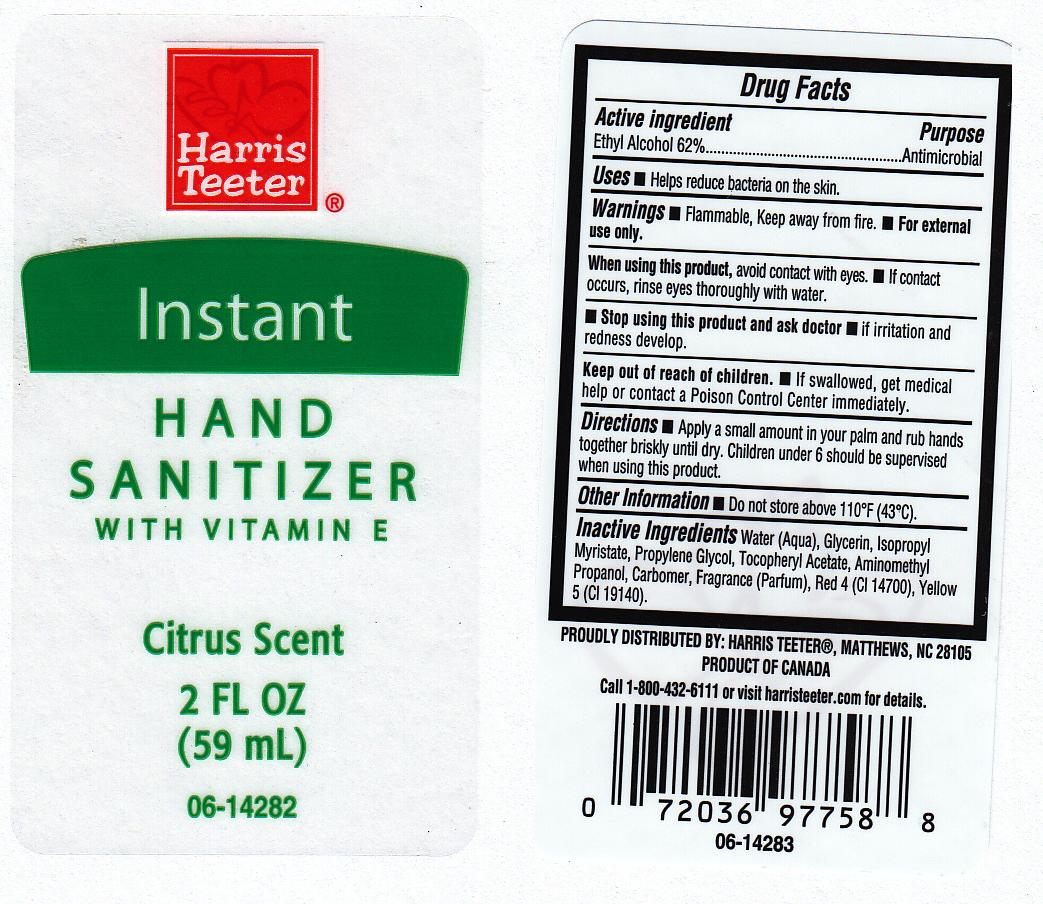 Harris
Teeter
®
Instant
HAND
SANITIZER
WITH VITAMIN E
Citrus Scent
2 FL OZ
(59 mL)
06-14282
Drug Facts
Active ingredient Purpose
Ethyl Alcohol 62%..................................................Antimicrobial
Uses ■ Helps reduce bacteria on the skin.
Warnings ■ Flammable, Keep away from fire. ■ For external
use only.
When using this product, avoid contact with eyes. ■ If contact
occurs, rinse eyes thoroughly with water.
■ Stop using this product and ask doctor ■ if irritation and
redness develop.
Keep out of reach of children. ■ If swallowed, get medical
help or contact a Poison Control Center immediately.
Directions ■ Apply a small amount in your palm and rub hands
together briskly until dry. Children under 6 should be supervised
when using this product.
Other Information ■ Do not store above 110°F (43°C).
Inactive Ingredients Water (Aqua), Glycerin, Isopropyl
Myristate, Propylene Glycol, Tocopheryl Acetate, Aminomethyl
Propanol, Carbomer, Fragrance (Parfum), Red 4 (CI 14700), Yellow
5 (CI 19140).
PROUDLY DISTRIBUTED BY: HARRIS TEETER®, MATTHEWS, NC 28105
PRODUCT OF CANADA
Call 1-800-432-6111 or visit harristeeter.com for details.
0 72036 97758 8
06-14283